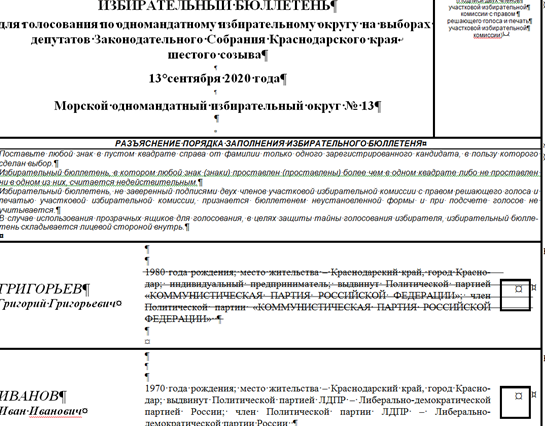 ИЗБИРАТЕЛЬНЫЙ БЮЛЛЕТЕНЬ¶
для голосования по одномандатному избирательному округу на выборах
депутатов Законодательного Собрания Краснодарского края
шестого созыва¶
13 сентября 2020 года¶
Морской одномандатный избирательный округ № 13¶
участковой избирательной¶
комиссии с правом¶
решающего голоса и печать¶
участковой избирательной¶
комиссии)
РАЗЪЯСНЕНИЕ ПОРЯДКА ЗАПОЛНЕНИЯ ИЗБИРАТЕЛЬНОГО БЮЛЛЕТЕНЯ¤
Поставьте любой знак в пустом квадрате справа от фамилии только одного зарегистрированного кандидата, в пользу которого
сделан выбор.¶
Избирательный бюллетень, в котором любой знак (знаки) проставлен (проставлены) более чем в одном квадрате либо не проставлен
ни в одном из них, считается недействительным.¶
Избирательный бюллетень, не заверенный подписями двух членов участковой избирательной комиссии с правом решающего голоса и
печатью участковой избирательной комиссии, признается бюллетенем неустановленной формы и при подсчете голосов не
учитывается.¶
В случае использования прозрачных ящиков для голосования, в целях защиты тайны голосования избирателя, избирательный бюлле-
тень складывается лицевой стороной внутрь.¶
ГРИГОРЬЕВ¶
Григорий Григорьевич¤
1980 года рождения; место жительства – Краснодарский край, город Красно-
дар; индивидуальный предприниматель; выдвинут Политической партией
«КОММУНИСТИЧЕСКАЯ ПАРТИЯ РОССИЙСКОЙ ФЕДЕРАЦИИ»; член
Политической партии «КОММУНИСТИЧЕСКАЯ ПАРТИЯ РОССИЙСКОЙ
ФЕДЕРАЦИИ» ¶
ИВАНОВ¶
Иван Иванович¤
1970 года рождения; место жительства – Краснодарский край, город Красно-
дар; выдвинут Политической партией ЛДПР – Либерально-демократической
партией России; член Политической партии ЛДПР – Либерально-
демократической партии России ¶